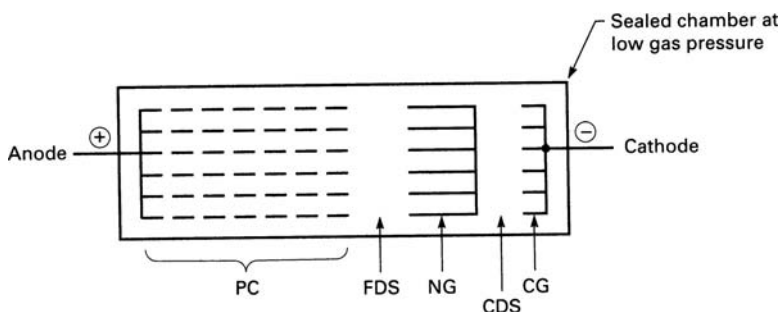 Sealed chamber at
low gas pressure
+
−
Anode
Cathode
PC
FDS
NG
CDS
CG